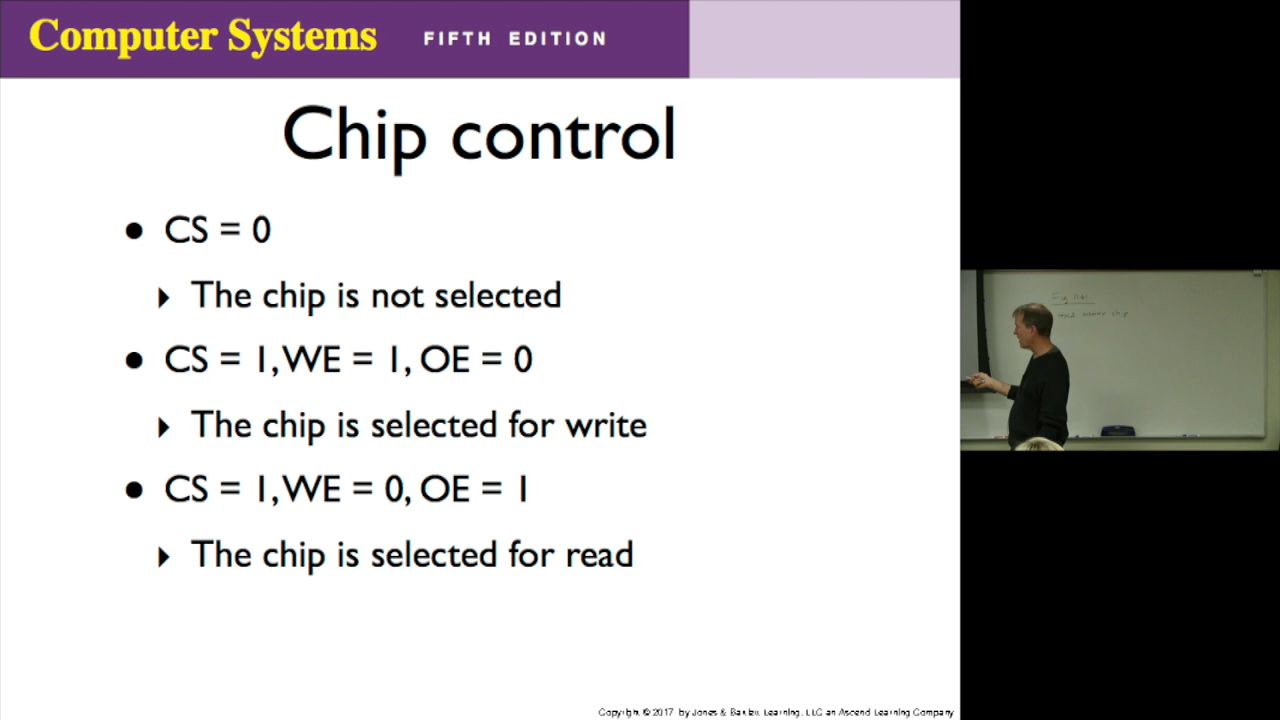 Computer Systems FIFTH EDITION
Chip control
• CS = 0
‣ The chip is not selected
• CS = 1, WE = 1, OE = 0
‣ The chip is selected for write
• CS = 1, WE = 0, OE = 1
‣ The chip is selected for read
Copyright © 2017 by Jones & Bartlett Learning, LLC an Ascend Learning Company